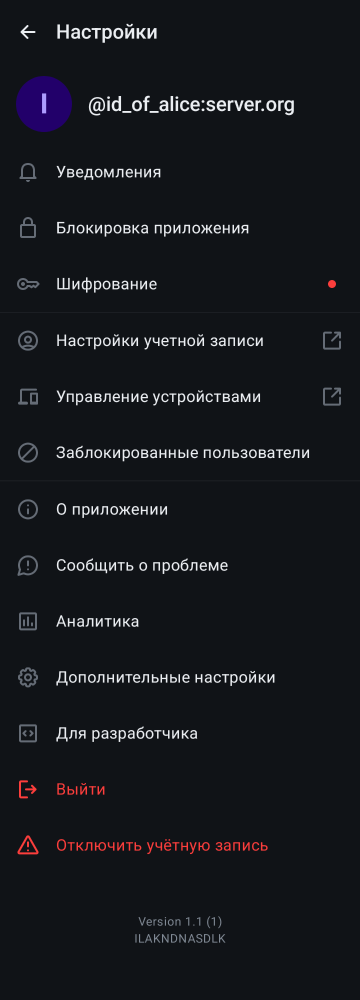 Настройки
I
@id_of_alice:server.org
Уведомления
Блокировка приложения
Шифрование
Настройки учетной записи
Управление устройствами
Заблокированные пользователи
О приложении
Сообщить о проблеме
Аналитика
Дополнительные настройки
Для разработчика
Выйти
Отключить учётную запись
Version 1.1 (1)
ILAKNDNASDLK